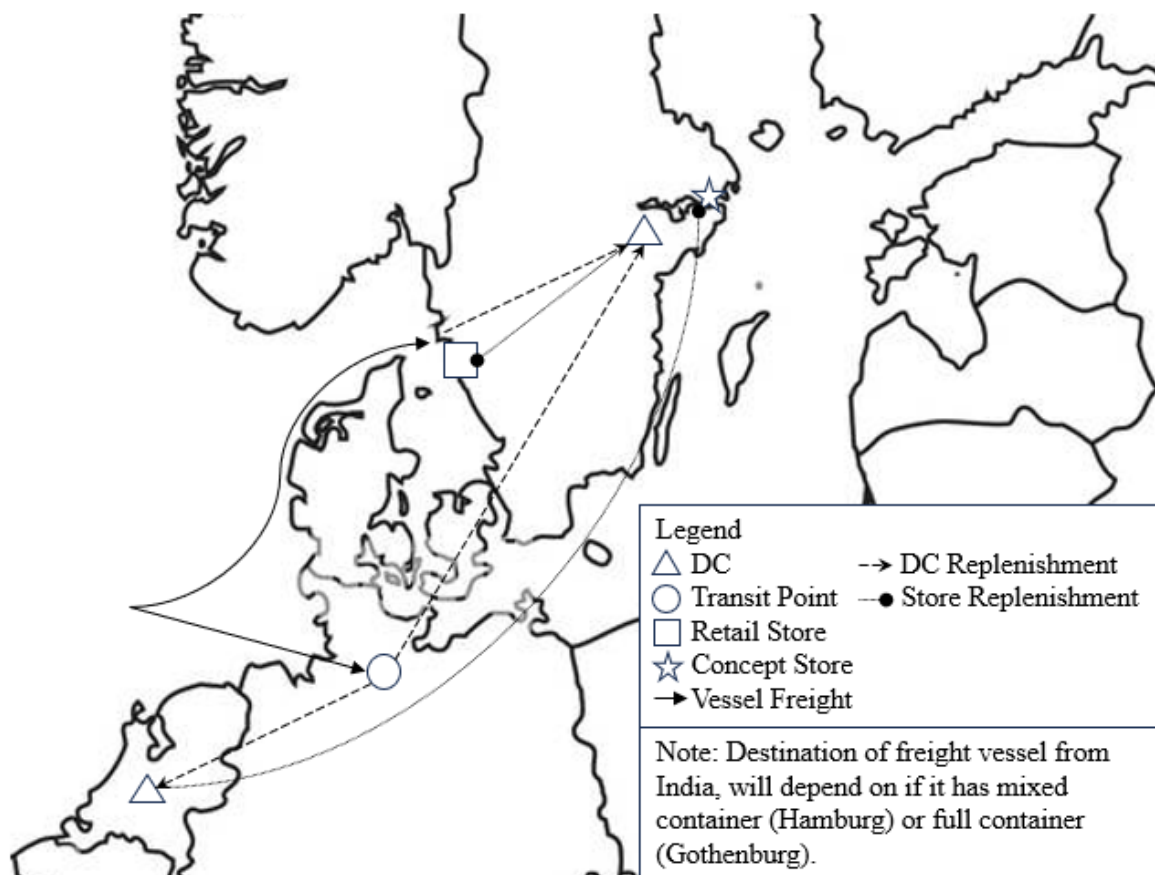 Legend
DC
DC Replenishment
Transit Point
Store Replenishment
Retail Store
Concept Store
Vessel Freight
Note: Destination of freight vessel from
India, will depend on if it has mixed
container (Hamburg) or full container
(Gothenburg).